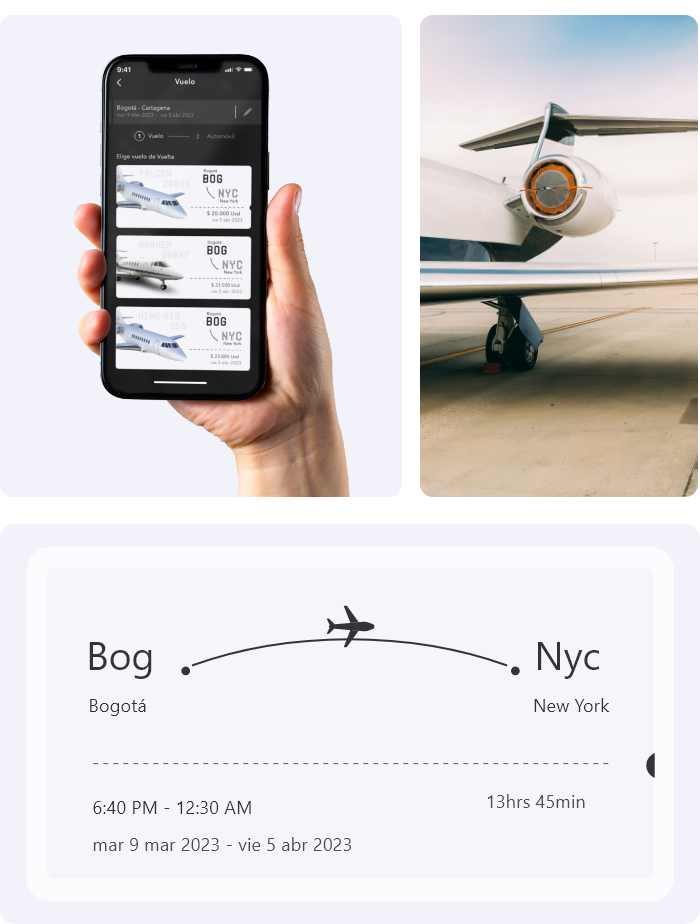 9:41
Vuelo
Bogotá - Cartagena
mar 9 mar 2023 | vie 5 abr 2023
1 Vuelo 2 Automóvil
Elige vuelo de Vuelta
FALCON
2000S
Bogotá
BOG
NYC
New York
$ 20.000 Usd
vie 5 abr 2023
HAWKER
Bogotá
BOG
NYC
New York
$ 21.000 Usd
vie 5 abr 2023
KING AIR
350
Bogotá
BOG
NYC
New York
$ 23.000 Usd
vie 5 abr 2023
Bog
Nyc
Bogotá
New York
6:40 PM - 12:30 AM
13hrs 45min
mar 9 mar 2023 - vie 5 abr 2023